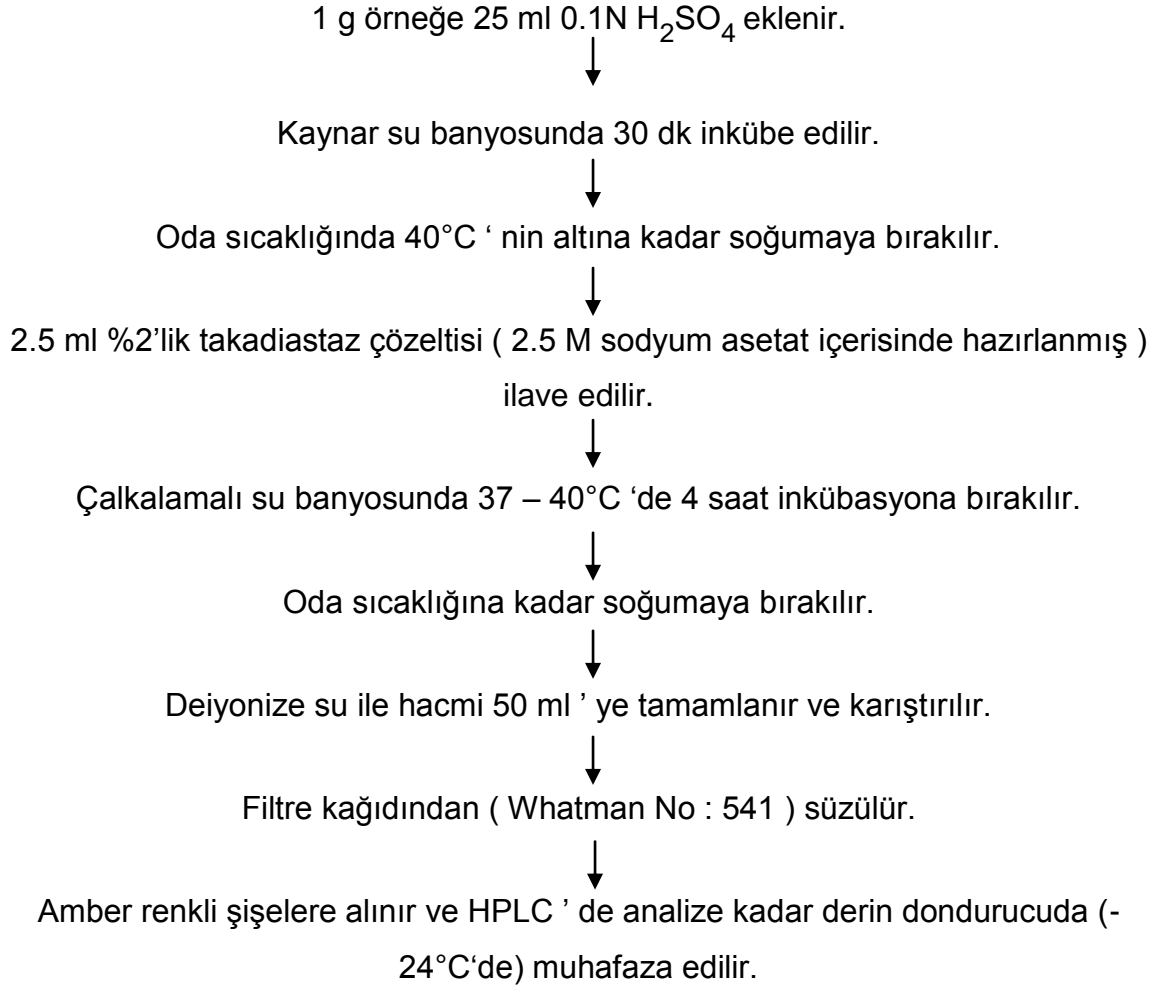 1 g örneğe 25 ml 0.1N H₂SO₄ eklenir.
Kaynar su banyosunda 30 dk inkübe edilir.
Oda sıcaklığında 40°C ‘ nin altına kadar soğumaya bırakılır.
2.5 ml %2’lik takadiastaz çözeltisi ( 2.5 M sodyum asetat içerisinde hazırlanmış )
ilave edilir.
Çalkalamalı su banyosunda 37 – 40°C ‘de 4 saat inkübasyona bırakılır.
Oda sıcaklığına kadar soğumaya bırakılır.
Deiyonize su ile hacmi 50 ml ’ ye tamamlanır ve karıştırılır.
Filtre kağıdından ( Whatman No : 541 ) süzülür.
Amber renkli şişelere alınır ve HPLC ’ de analize kadar derin dondurucuda (-
24°C‘de) muhafaza edilir.